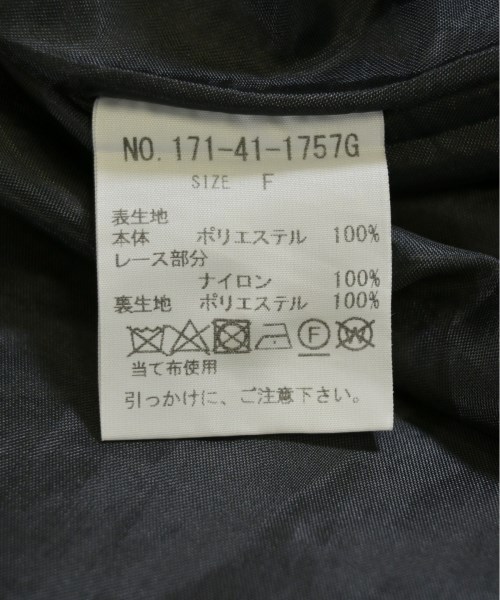 NO. 171-41-1757G
SIZE F
表生地
本体 ポリエステル 100%
レース部分
ナイロン 100%
裏生地 ポリエステル 100%
F W
当て布使用
引っかけに、ご注意下さい。